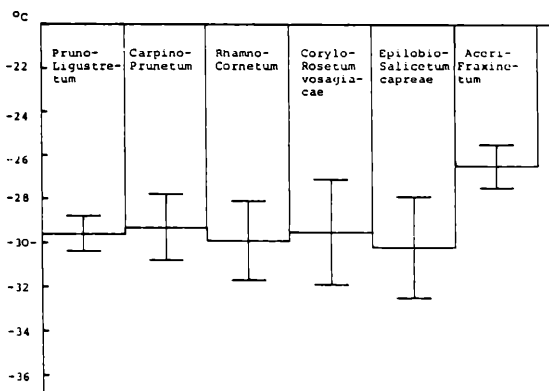 °C
Pruno-
Ligustre-
tum
Carpino-
Prunetum
Rhamno-
Cornetum
Corylo-
Rosetum
vosagia-
cae
Epilobio-
Salicetum
capreae
Aceri-
Fraxine-
tum
-22
-24
-26
-28
-30-
-32
-34
-36